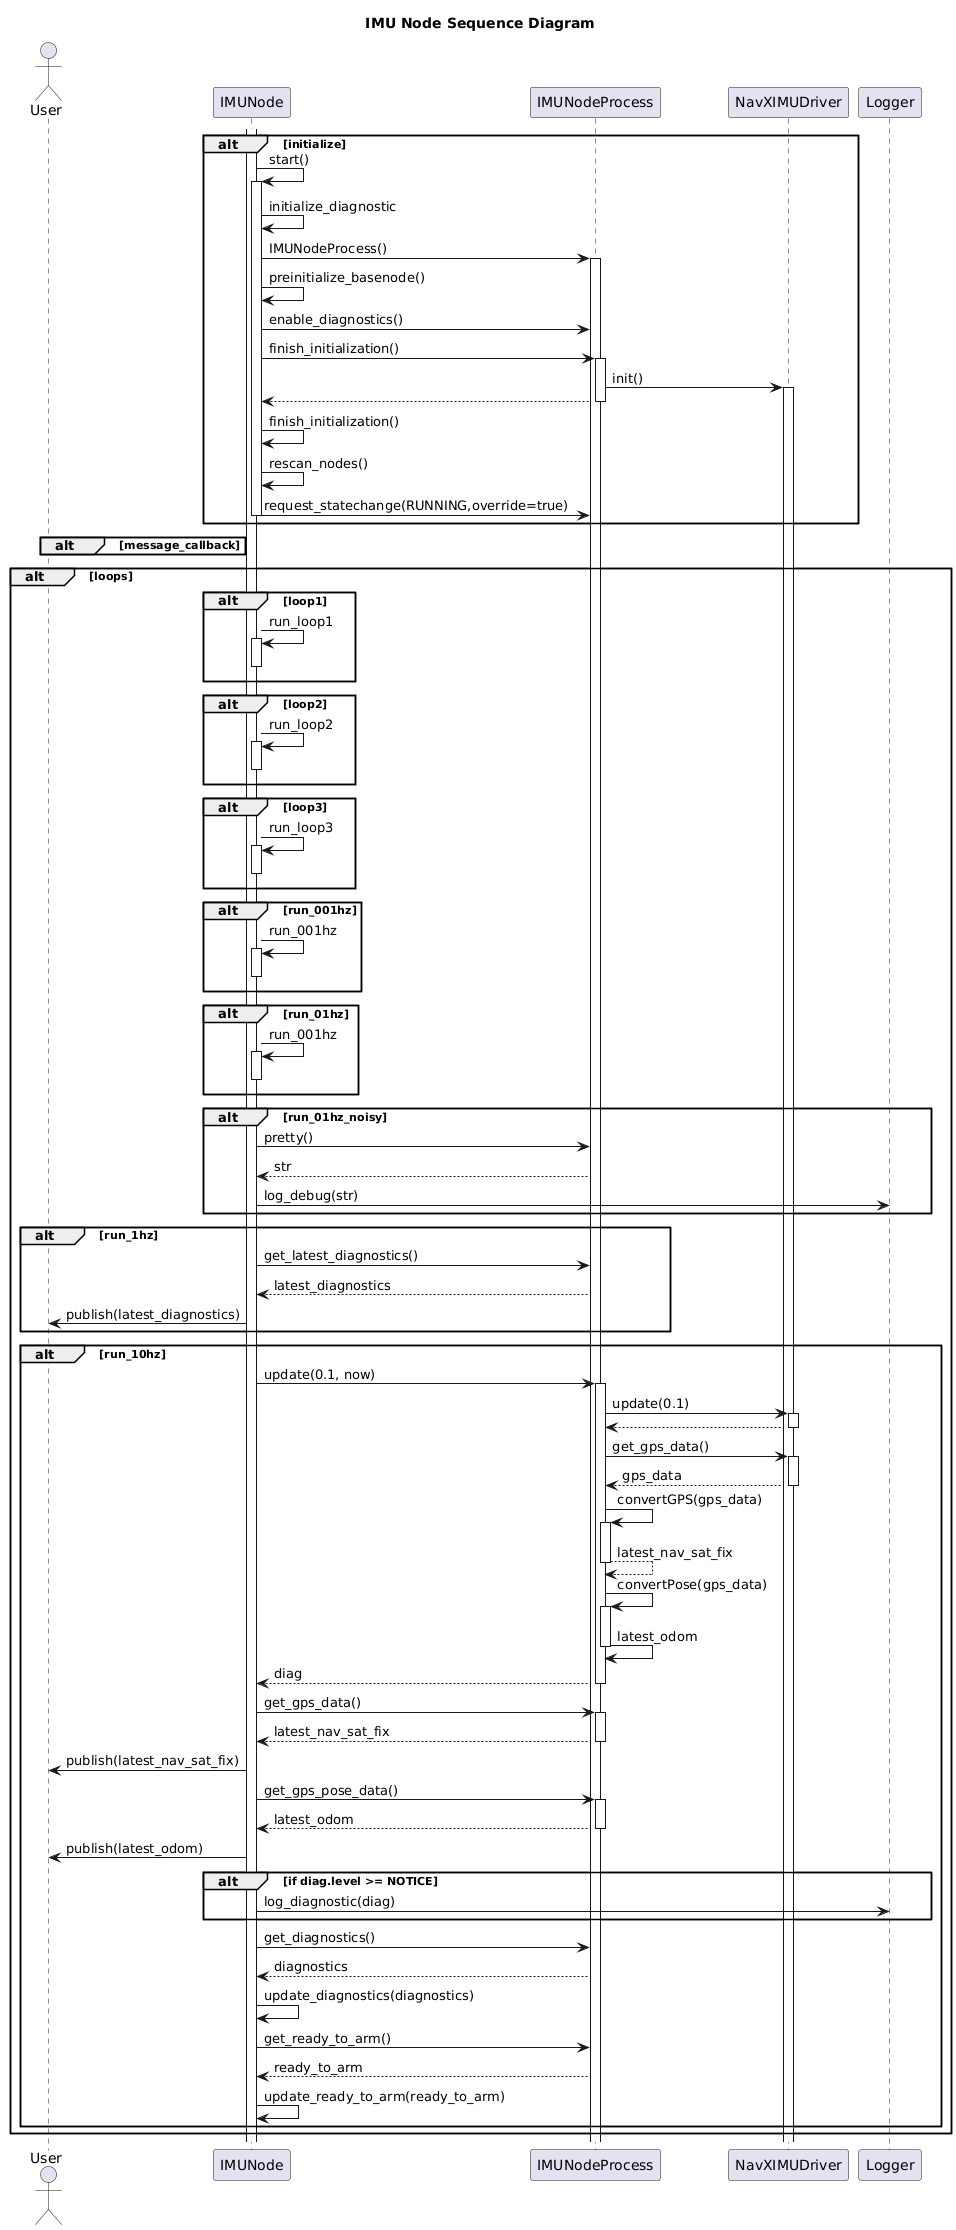 IMU Node Sequence Diagram
User
IMUNode
IMUNodeProcess
NavXIMUDriver
Logger
alt
[initialize]
start()
initialize_diagnostic
IMUNodeProcess()
preinitialize_basenode()
enable_diagnostics()
finish_initialization()
init()
finish_initialization()
rescan_nodes()
request_statechange(RUNNING,override=true)
alt
[message_callback]
alt
[loops]
alt
[loop1]
run_loop1
alt
[loop2]
run_loop2
alt
[loop3]
run_loop3
alt
[run_001hz]
run_001hz
alt
[run_01hz]
run_001hz
alt
[run_01hz_noisy]
pretty()
str
log_debug(str)
alt
[run_1hz]
get_latest_diagnostics()
latest_diagnostics
publish(latest_diagnostics)
alt
[run_10hz]
update(0.1, now)
update(0.1)
get_gps_data()
gps_data
convertGPS(gps_data)
latest_nav_sat_fix
convertPose(gps_data)
latest_odom
diag
get_gps_data()
latest_nav_sat_fix
publish(latest_nav_sat_fix)
get_gps_pose_data()
latest_odom
publish(latest_odom)
alt
[if diag.level >= NOTICE]
log_diagnostic(diag)
get_diagnostics()
diagnostics
update_diagnostics(diagnostics)
get_ready_to_arm()
ready_to_arm
update_ready_to_arm(ready_to_arm)
User
IMUNode
IMUNodeProcess
NavXIMUDriver
Logger